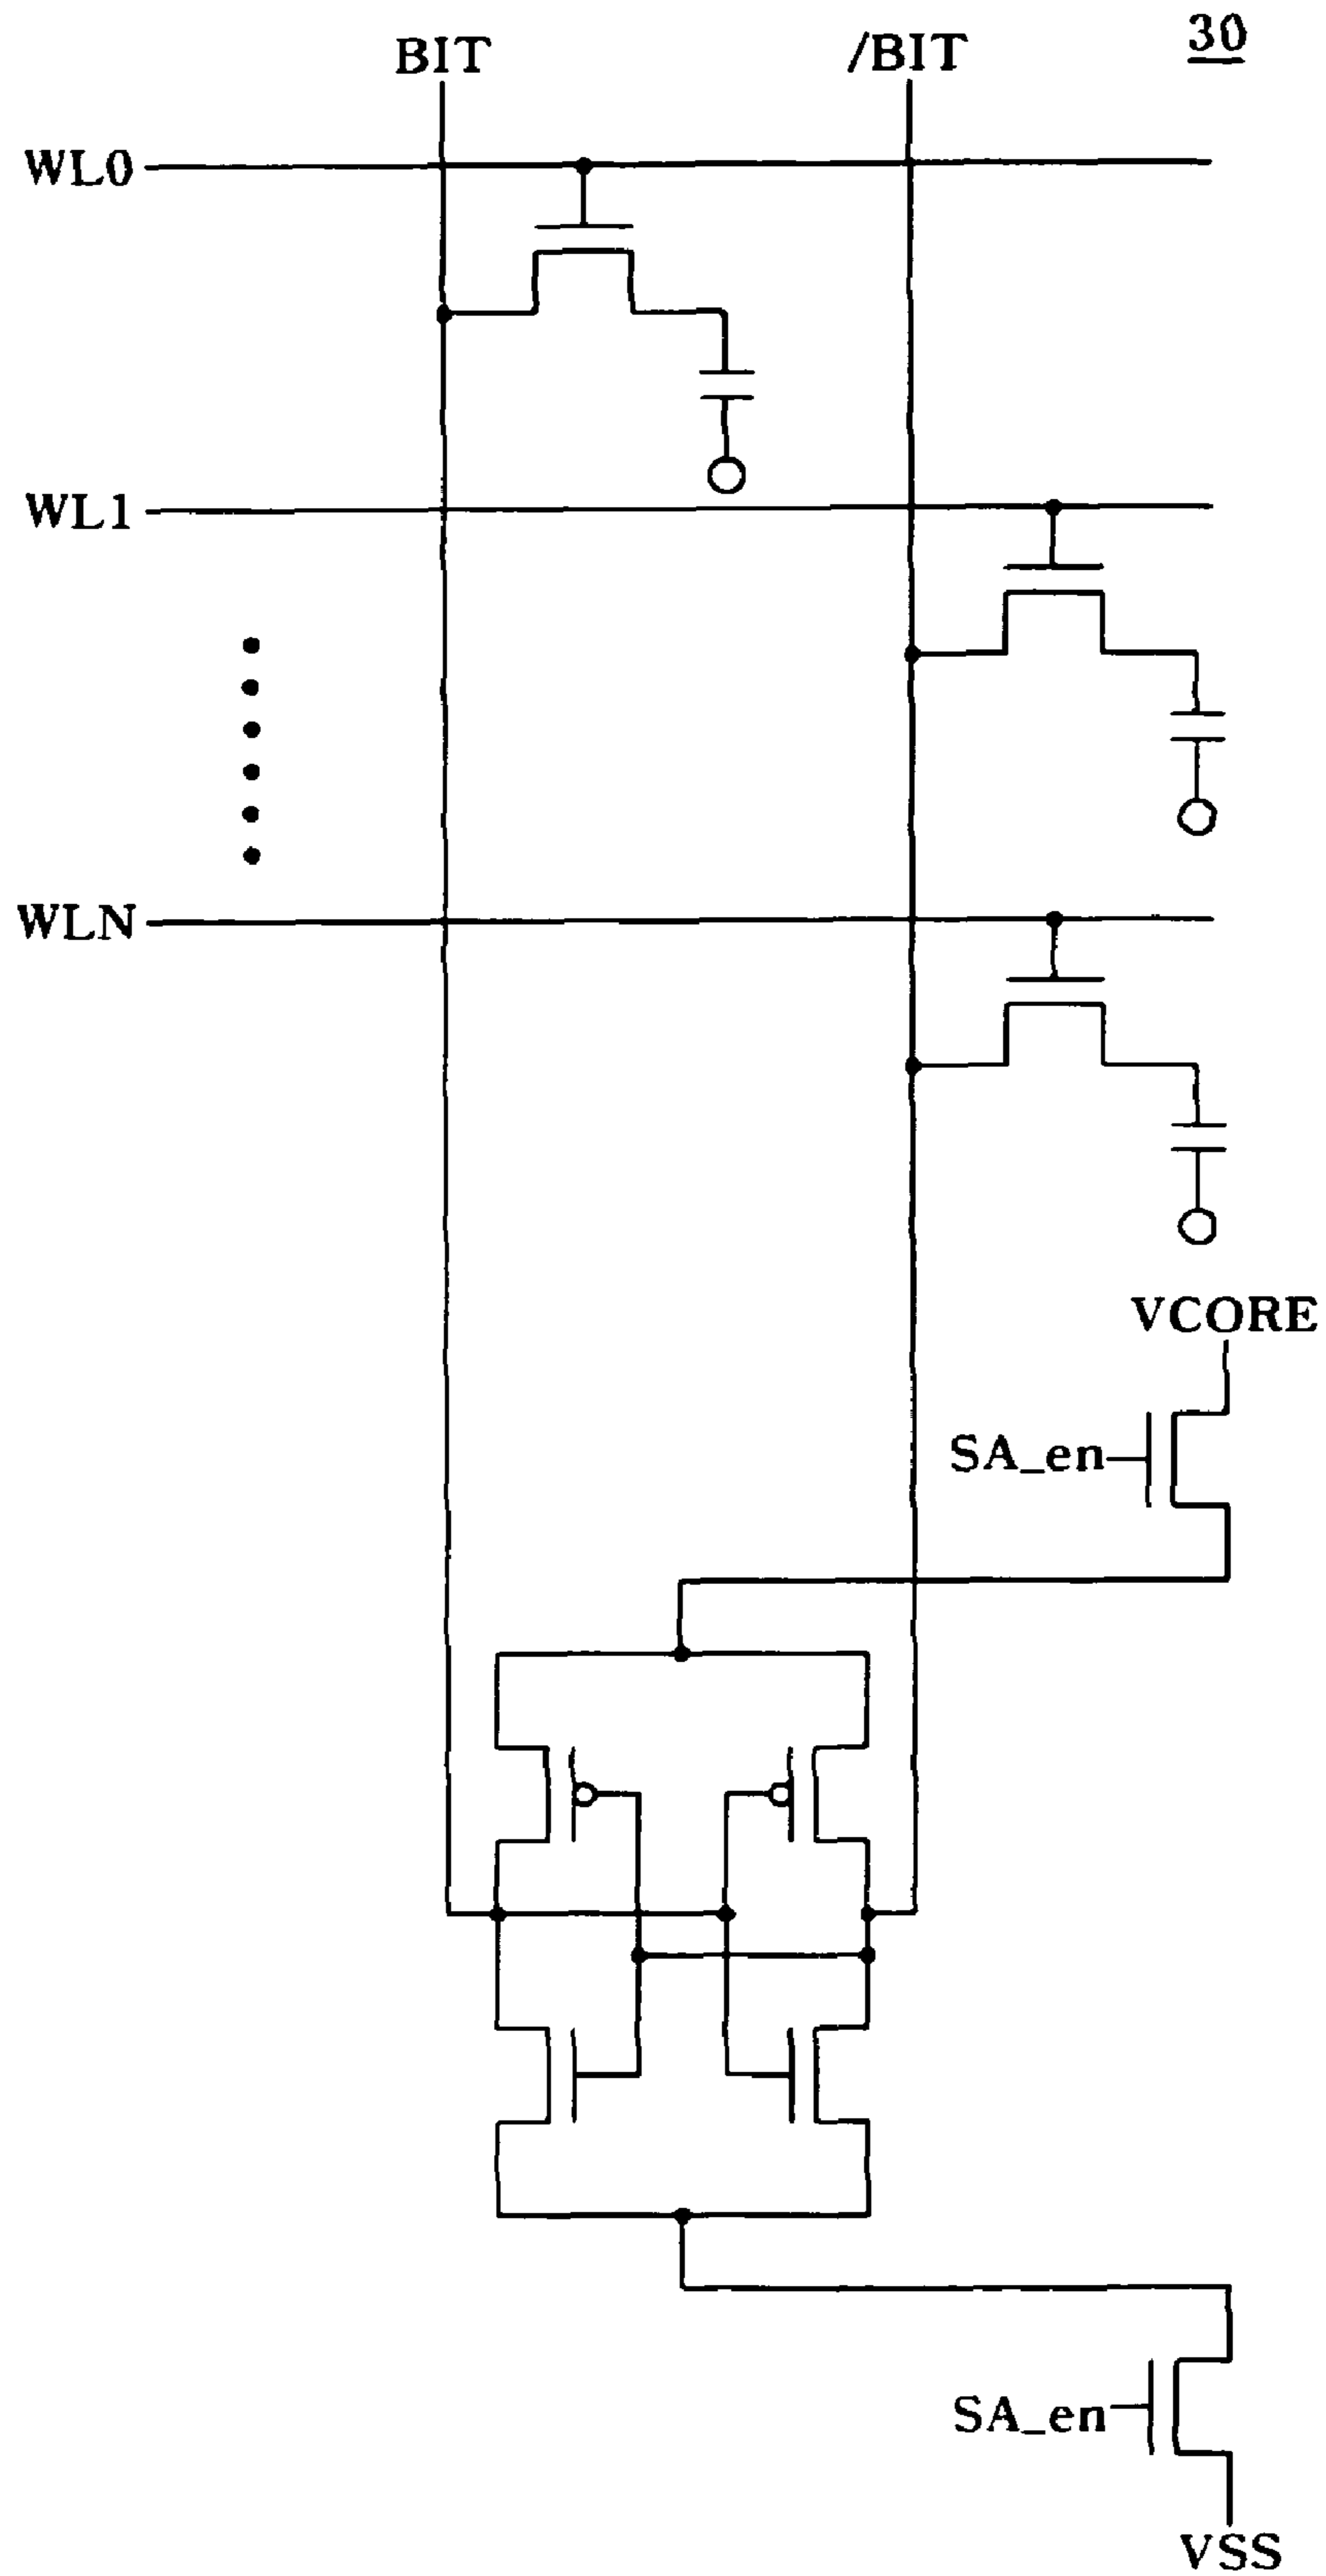 30
BIT
/BIT
WL0
WL1
WLN
VCORE
SA_en
SA_en
VSS